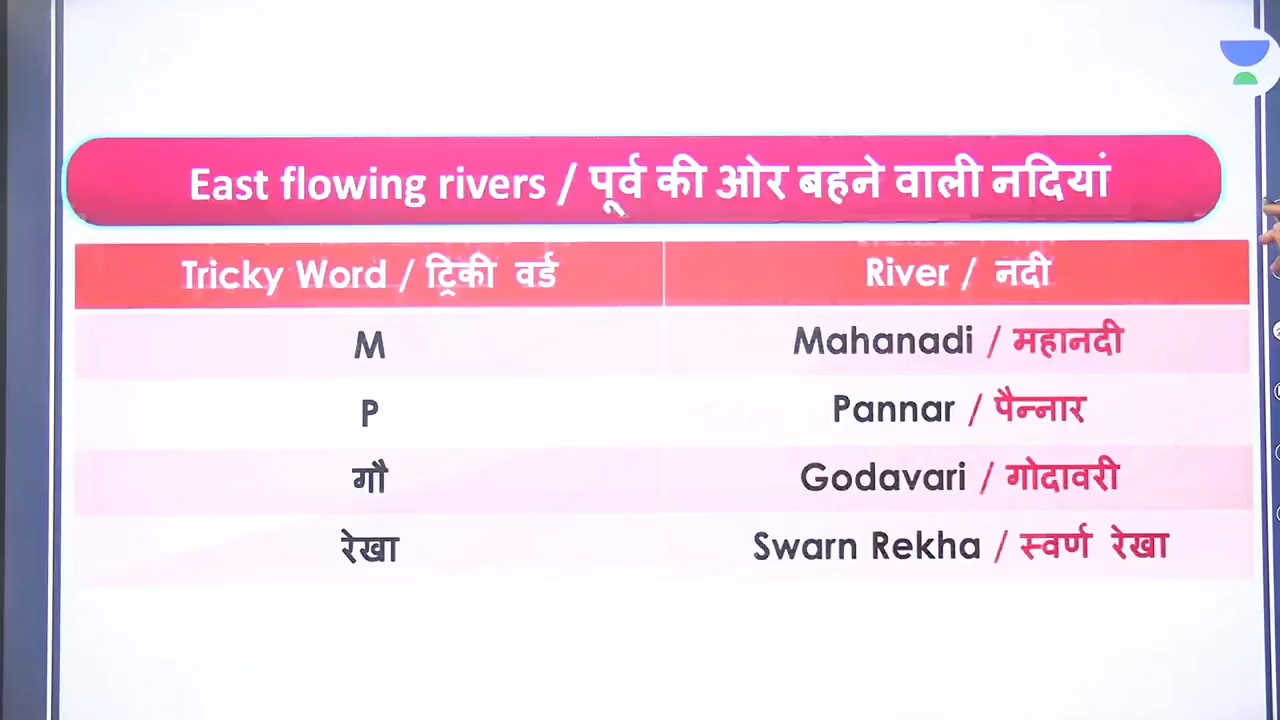 East flowing rivers / पूर्व की ओर बहने वाली नदियां
Tricky Word / ट्रिकी वर्ड
River / नदी
M
Mahanadi / महानदी
P
Pannar / पैन्नार
गौ
Godavari / गोदावरी
रेखा
Swarn Rekha / स्वर्ण रेखा